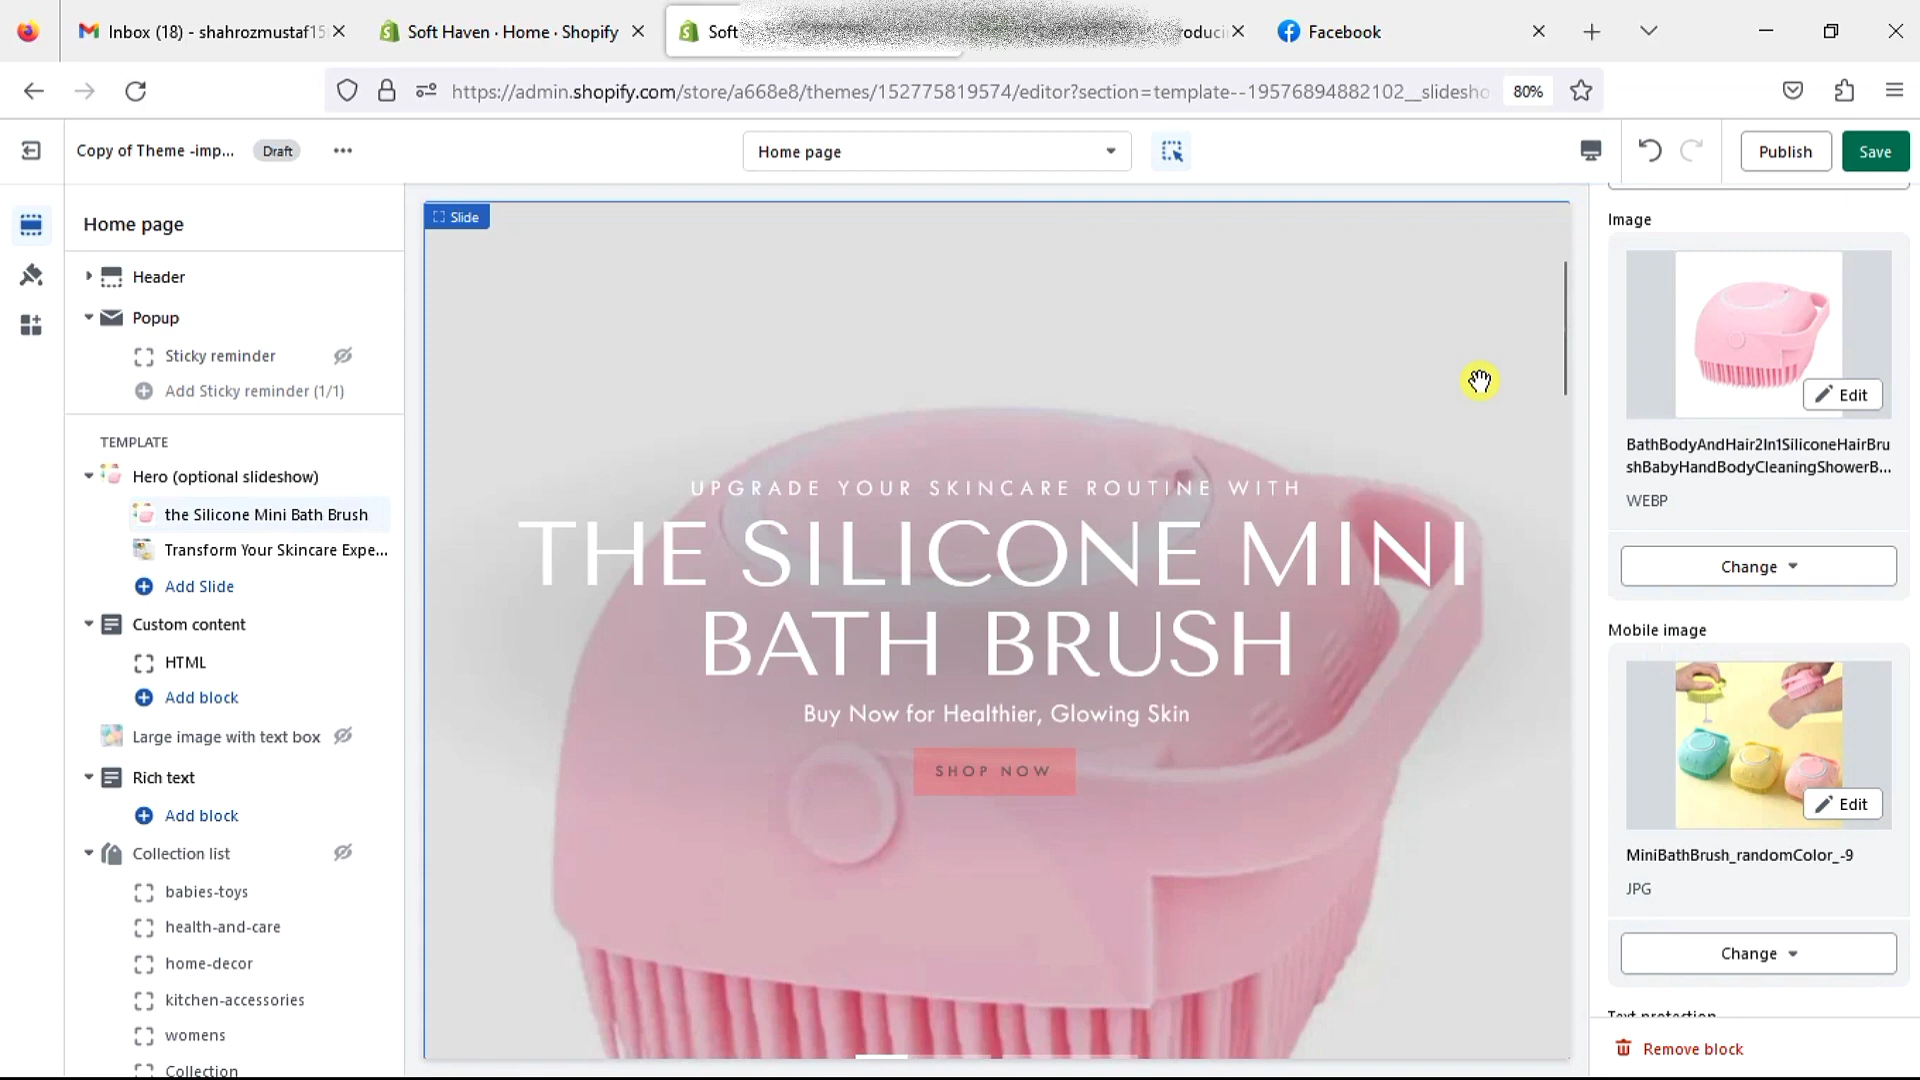 Inbox (18) - shahrozmustaf15
Soft Haven · Home · Shopify
Soft
Facebook
https://admin.shopify.com/store/a668e8/themes/152775819574/editor?section=template--19576894882102__slidesho
80%
Copy of Theme -imp...
Draft
Home page
Publish
Save
Home page
Header
Popup
Sticky reminder
Add Sticky reminder (1/1)
TEMPLATE
Hero (optional slideshow)
the Silicone Mini Bath Brush
Transform Your Skincare Expe...
Add Slide
Custom content
HTML
Add block
Large image with text box
Rich text
Add block
Collection list
babies-toys
health-and-care
home-decor
kitchen-accessories
womens
Collection
Slide
UPGRADE YOUR SKINCARE ROUTINE WITH
THE SILICONE MINI
BATH BRUSH
Buy Now for Healthier, Glowing Skin
SHOP NOW
Image
Edit
BathBodyAndHair2In1SiliconeHairBru
shBabyHandBodyCleaningShowerB...
WEBP
Change
Mobile image
Edit
MiniBathBrush_randomColor_-9
JPG
Change
Text protection
Remove block